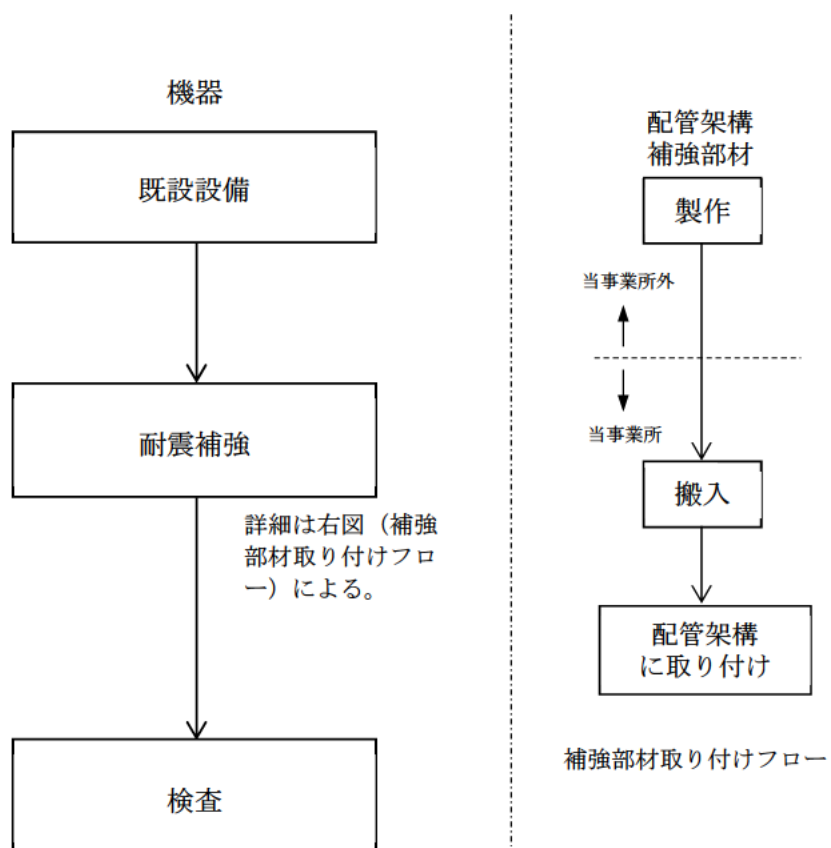 機器
既設設備
耐震補強
詳細は右図（補強
部材取り付けフロ
ー）による。
検査
配管架構
補強部材
製作
当事業所外
当事業所
搬入
配管架構
に取り付け
補強部材取り付けフロー